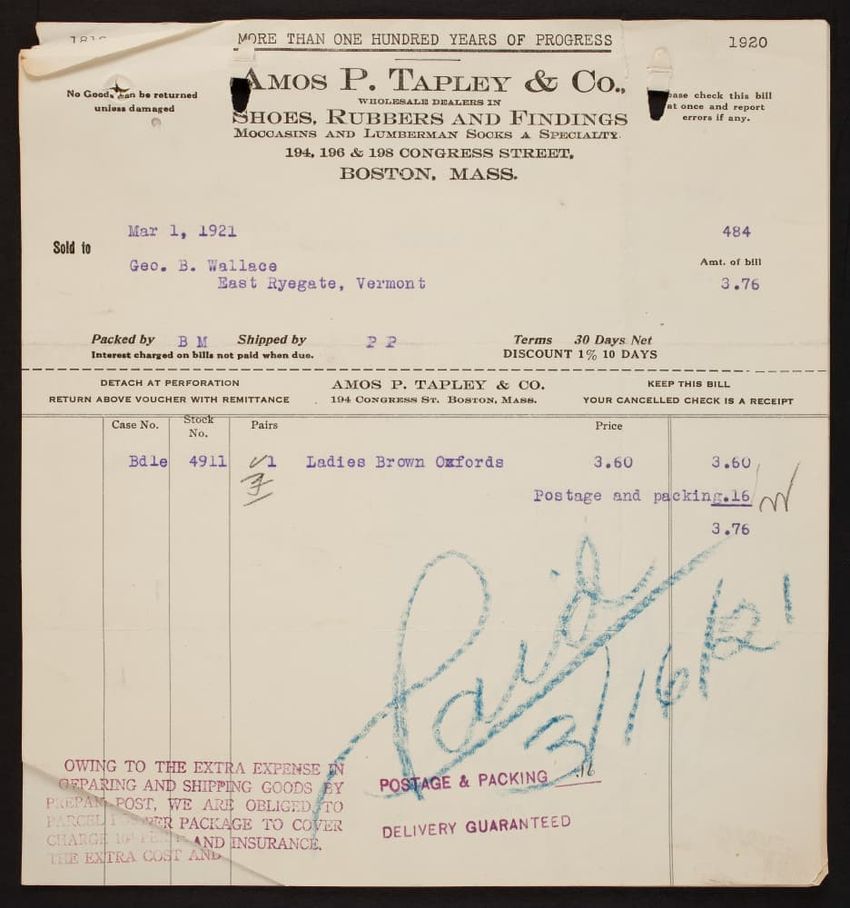 MORE THAN ONE HUNDRED YEARS OF PROGRESS
1920
No Goods can be returned
unless damaged
AMOS P. TAPLEY & CO.,
WHOLESALE DEALERS IN
SHOES, RUBBERS AND FINDINGS
MOCCASINS AND LUMBERMAN SOCKS A SPECIALTY.
194, 196 & 198 CONGRESS STREET,
BOSTON, MASS.
check this bill
at once and report
errors if any.
Mar 1, 1921
484
Sold to
Geo. B. Wallace
East Ryegate, Vermont
Amt. of bill
3.76
Packed by B M Shipped by P P
Interest charged on bills not paid when due.
Terms 30 Days Net
DISCOUNT 1% 10 DAYS
DETACH AT PERFORATION
RETURN ABOVE VOUCHER WITH REMITTANCE
AMOS P. TAPLEY & CO.
194 CONGRESS ST. BOSTON, MASS.
KEEP THIS BILL
YOUR CANCELLED CHECK IS A RECEIPT
Case No. Stock No. Pairs Price
Bdle 4911 1 Ladies Brown Oxfords 3.60 3.60
Postage and packing .16
3.76
Paid
3/16/21
OWING TO THE EXTRA EXPENSE IN
PARING AND SHIPPING GOODS BY
POST, WE ARE OBLIGED TO
PER PACKAGE TO COVER
CHARGE AND INSURANCE.
THE EXTRA COST AND
POSTAGE & PACKING .16
DELIVERY GUARANTEED